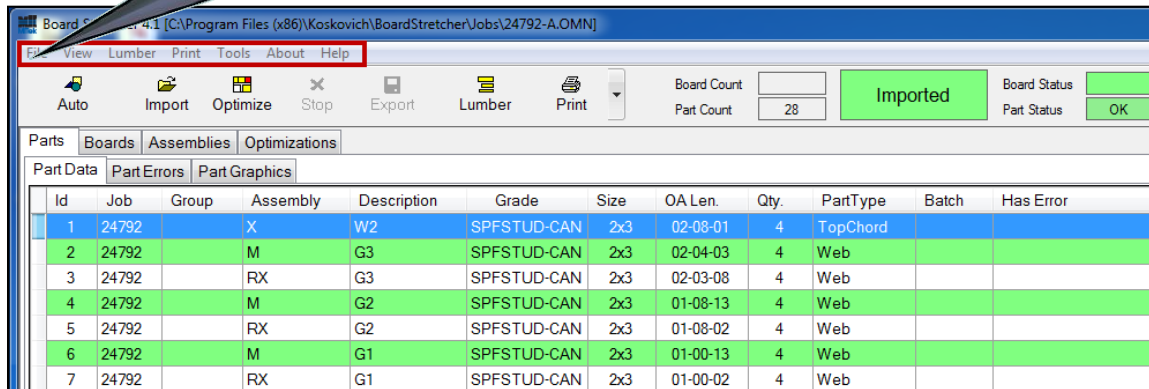 Board S 4.1 [C:\Program Files (x86)\Koskovich\BoardStretcher\Jobs\24792-A.OMN]
File View Lumber Print Tools About Help
Auto Import Optimize Stop Export Lumber Print
Board Count
Part Count 28
Imported
Board Status
Part Status OK
Parts Boards Assemblies Optimizations
Part Data Part Errors Part Graphics
Id Job Group Assembly Description Grade Size OA Len. Qty. PartType Batch Has Error
1 24792 X W2 SPFSTUD-CAN 2x3 02-08-01 4 TopChord
2 24792 M G3 SPFSTUD-CAN 2x3 02-04-03 4 Web
3 24792 RX G3 SPFSTUD-CAN 2x3 02-03-08 4 Web
4 24792 M G2 SPFSTUD-CAN 2x3 01-08-13 4 Web
5 24792 RX G2 SPFSTUD-CAN 2x3 01-08-02 4 Web
6 24792 M G1 SPFSTUD-CAN 2x3 01-00-13 4 Web
7 24792 RX G1 SPFSTUD-CAN 2x3 01-00-02 4 Web